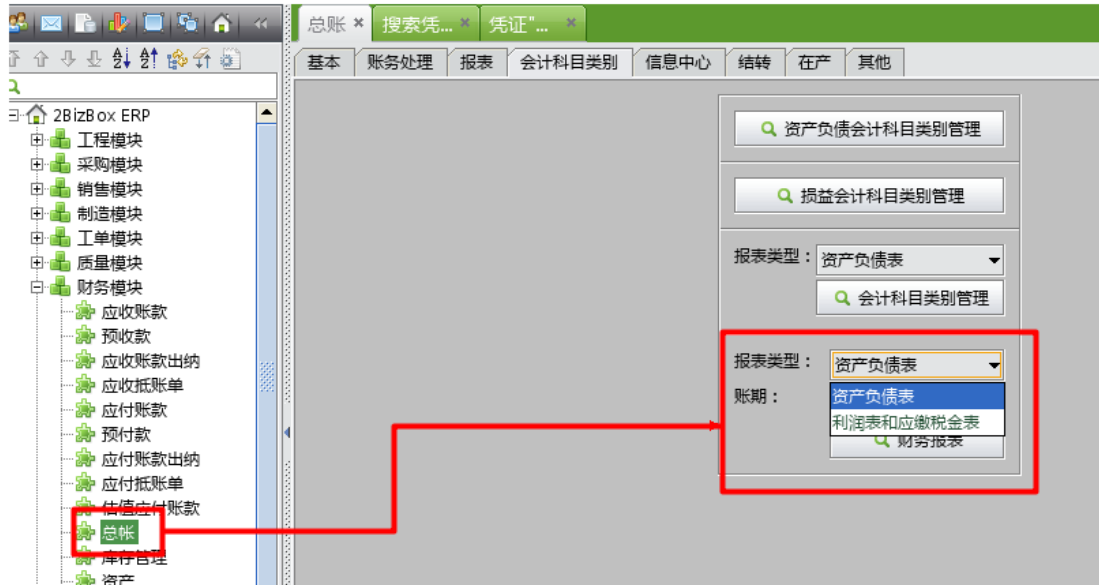 总账 × 搜索凭... × 凭证"... ×
基本 账务处理 报表 会计科目类别 信息中心 结转 在产 其他
2BizBox ERP
工程模块
采购模块
销售模块
制造模块
工单模块
质量模块
财务模块
应收账款
预收款
应收账款出纳
应收抵账单
应付账款
预付款
应付账款出纳
应付抵账单
估值应付账款
总帐
库存管理
资产
资产负债会计科目类别管理
损益会计科目类别管理
报表类型： 资产负债表
会计科目类别管理
报表类型： 资产负债表
账期：
资产负债表
利润表和应缴税金表
财务报表